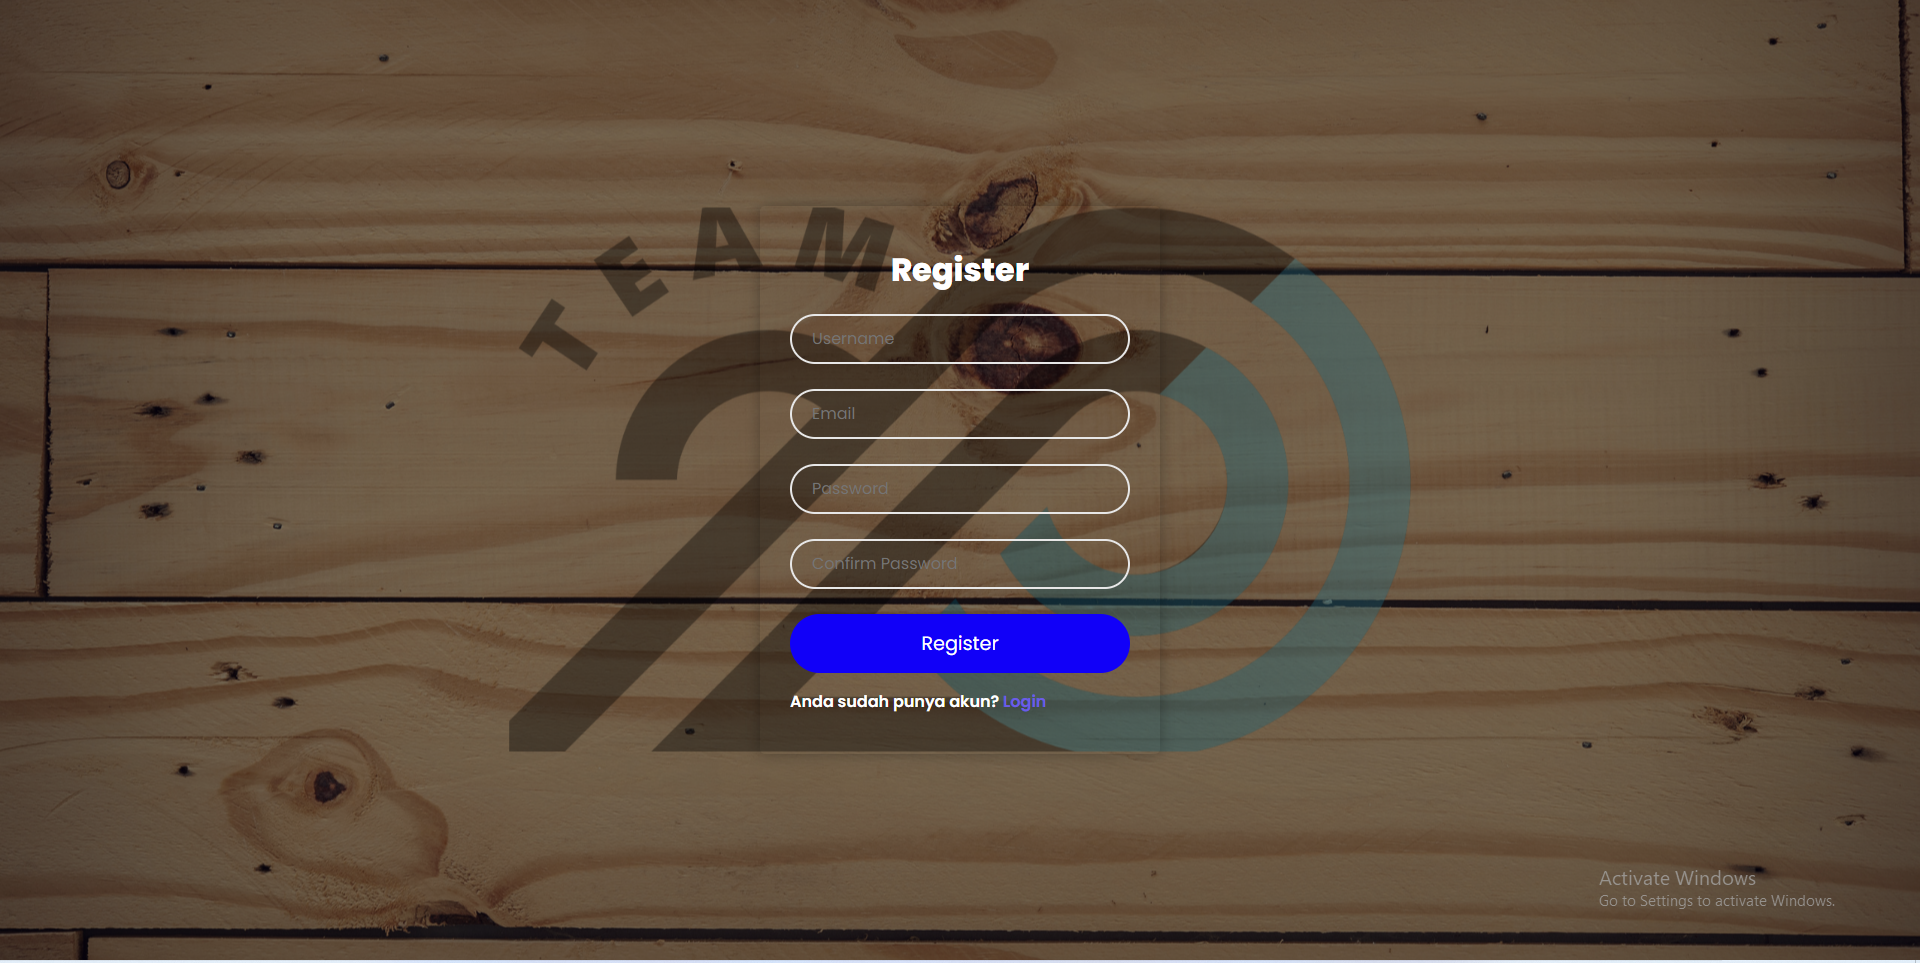 TEAM
Register
Username
Email
Password
Confirm Password
Register
Anda sudah punya akun? Login
Activate Windows
Go to Settings to activate Windows.